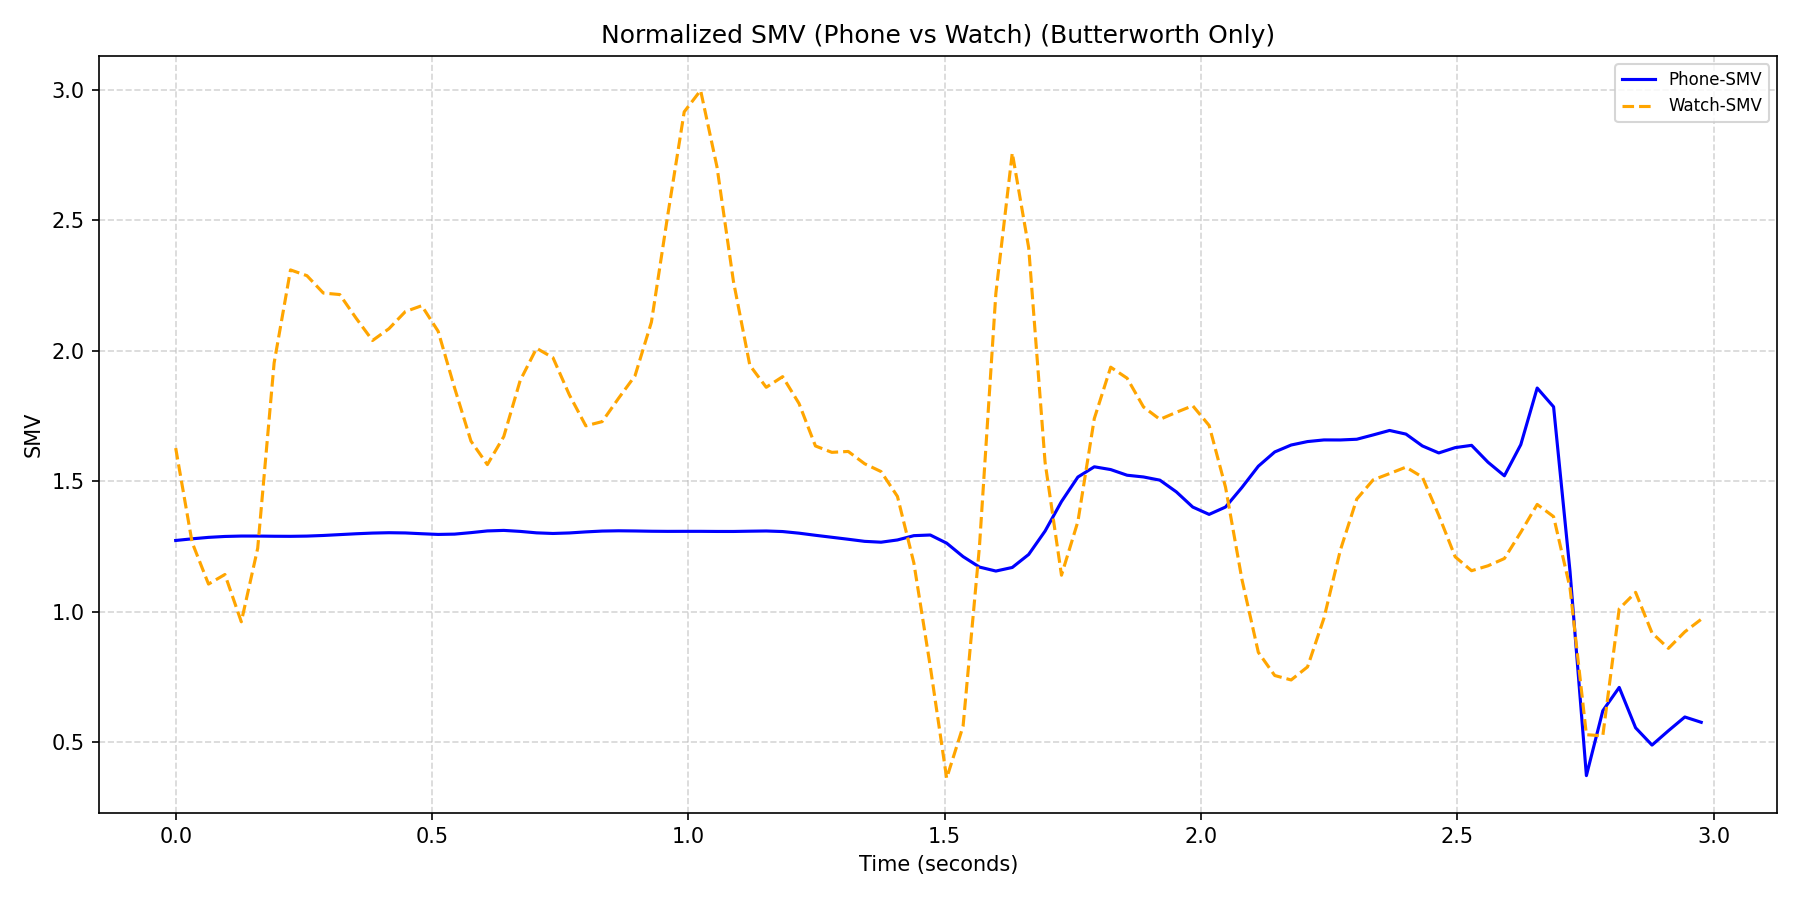 Normalized SMV (Phone vs Watch) (Butterworth Only)
Phone-SMV
Watch-SMV
3.0
2.5
2.0
1.5
1.0
0.5
SMV
0.0 0.5 1.0 1.5 2.0 2.5 3.0
Time (seconds)